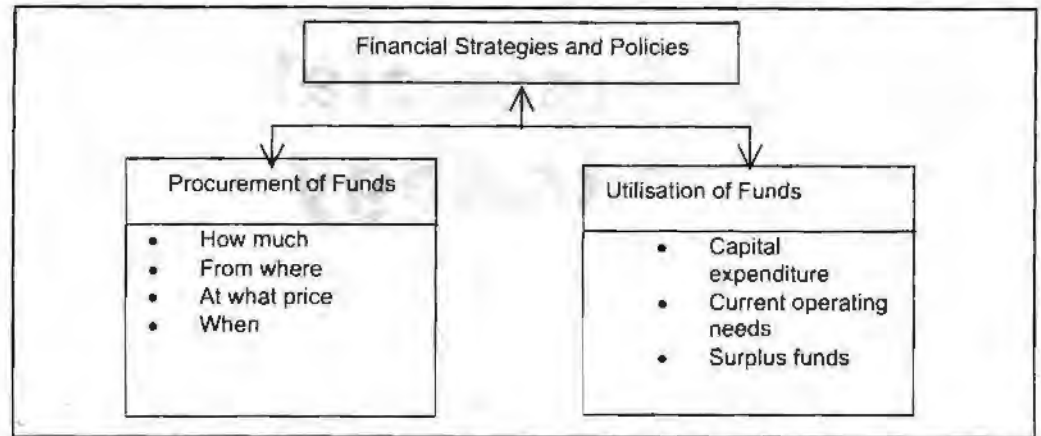 Financial Strategies and Policies
Procurement of Funds
• How much
• From where
• At what price
• When
Utilisation of Funds
• Capital
expenditure
• Current operating
needs
• Surplus funds